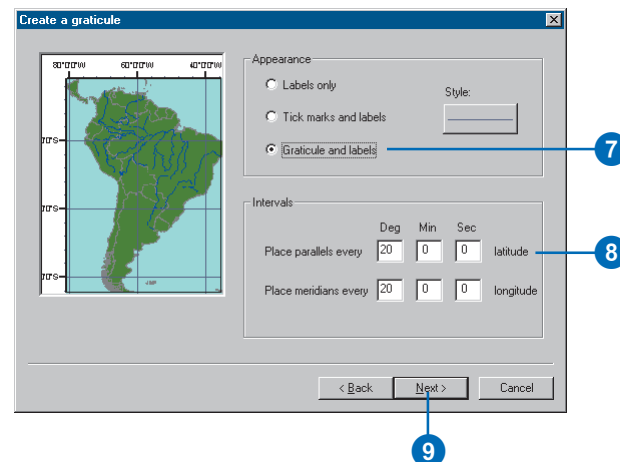 Create a graticule
80°0'0"W 60°0'0"W 40°0'0"W
Appearance
Labels only
Style:
Tick marks and labels
Graticule and labels
7
Intervals
Deg Min Sec
Place parallels every 20 0 0 latitude
8
Place meridians every 20 0 0 longitude
< Back Next > Cancel
9